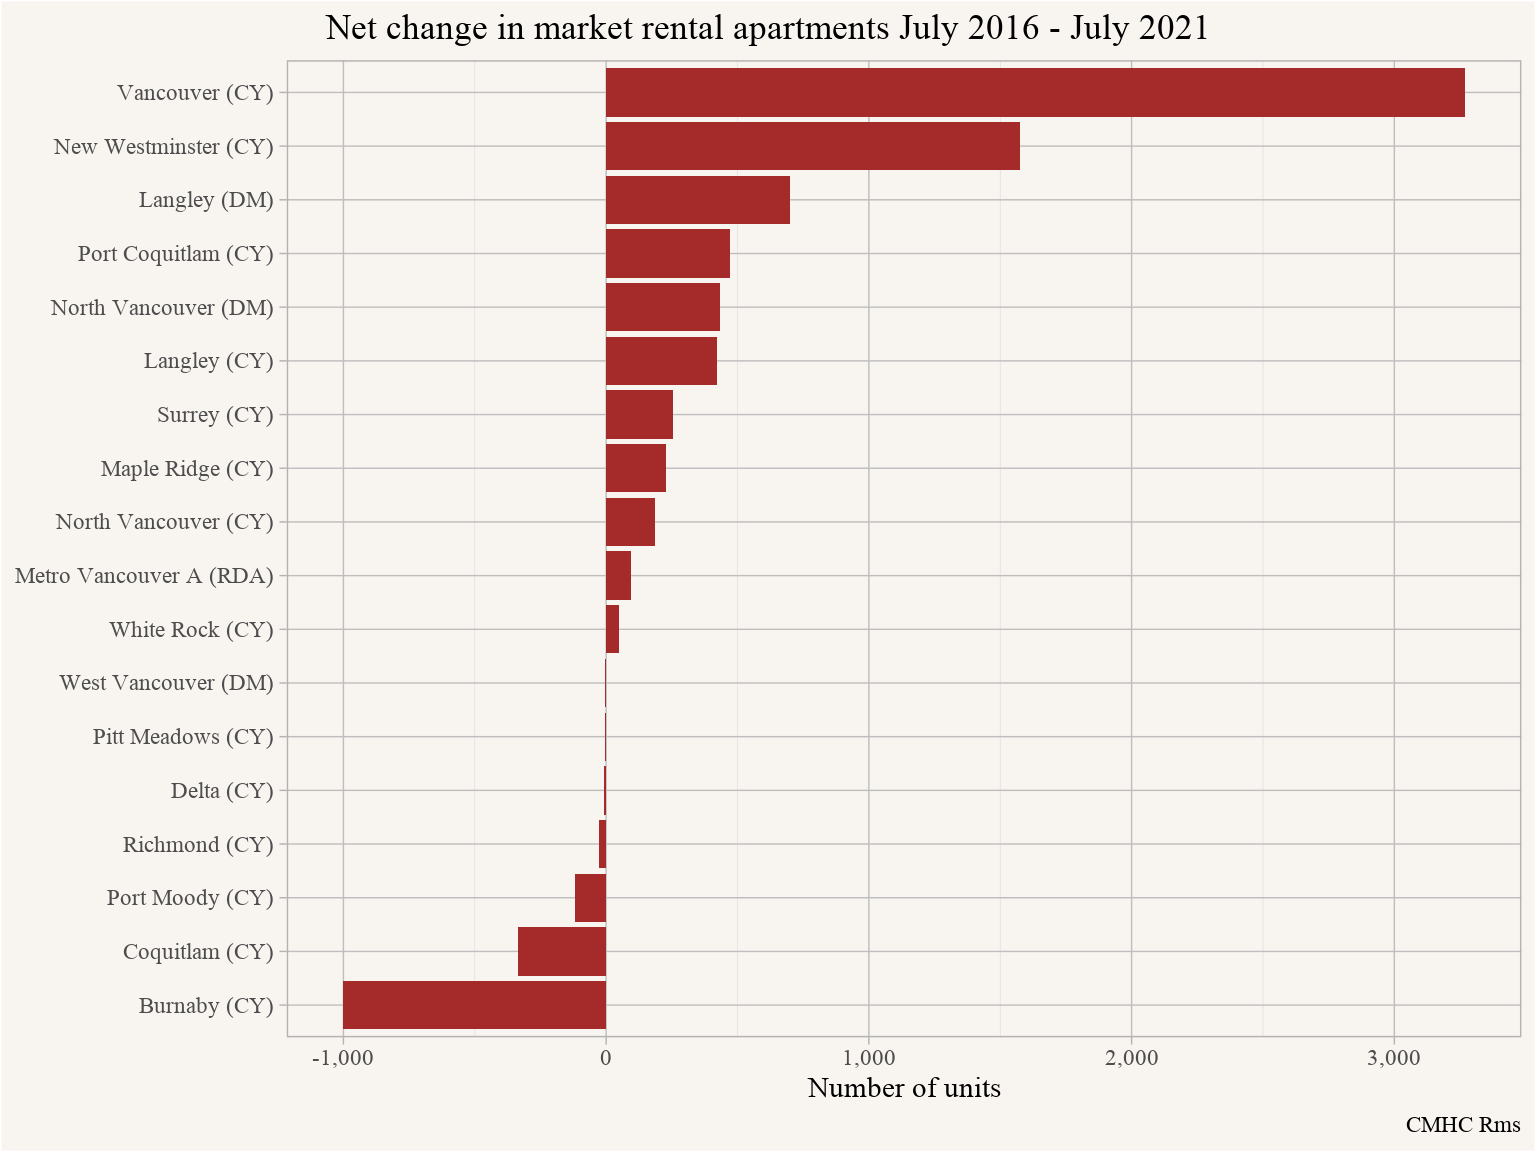 Net change in market rental apartments July 2016 - July 2021
Vancouver (CY)
New Westminster (CY)
Langley (DM)
Port Coquitlam (CY)
North Vancouver (DM)
Langley (CY)
Surrey (CY)
Maple Ridge (CY)
North Vancouver (CY)
Metro Vancouver A (RDA)
White Rock (CY)
West Vancouver (DM)
Pitt Meadows (CY)
Delta (CY)
Richmond (CY)
Port Moody (CY)
Coquitlam (CY)
Burnaby (CY)
-1,000 0 1,000 2,000 3,000
Number of units
CMHC Rms